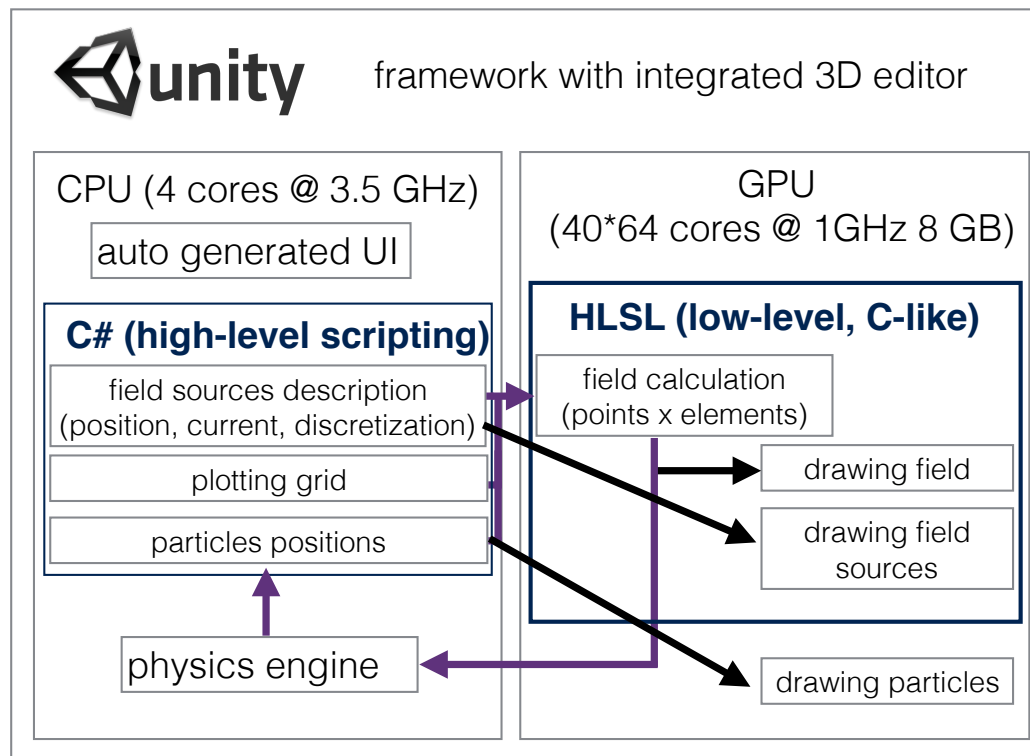 unity framework with integrated 3D editor
CPU (4 cores @ 3.5 GHz)
auto generated UI
C# (high-level scripting)
field sources description
(position, current, discretization)
plotting grid
particles positions
physics engine
GPU
(40*64 cores @ 1GHz 8 GB)
HLSL (low-level, C-like)
field calculation
(points x elements)
drawing field
drawing field
sources
drawing particles